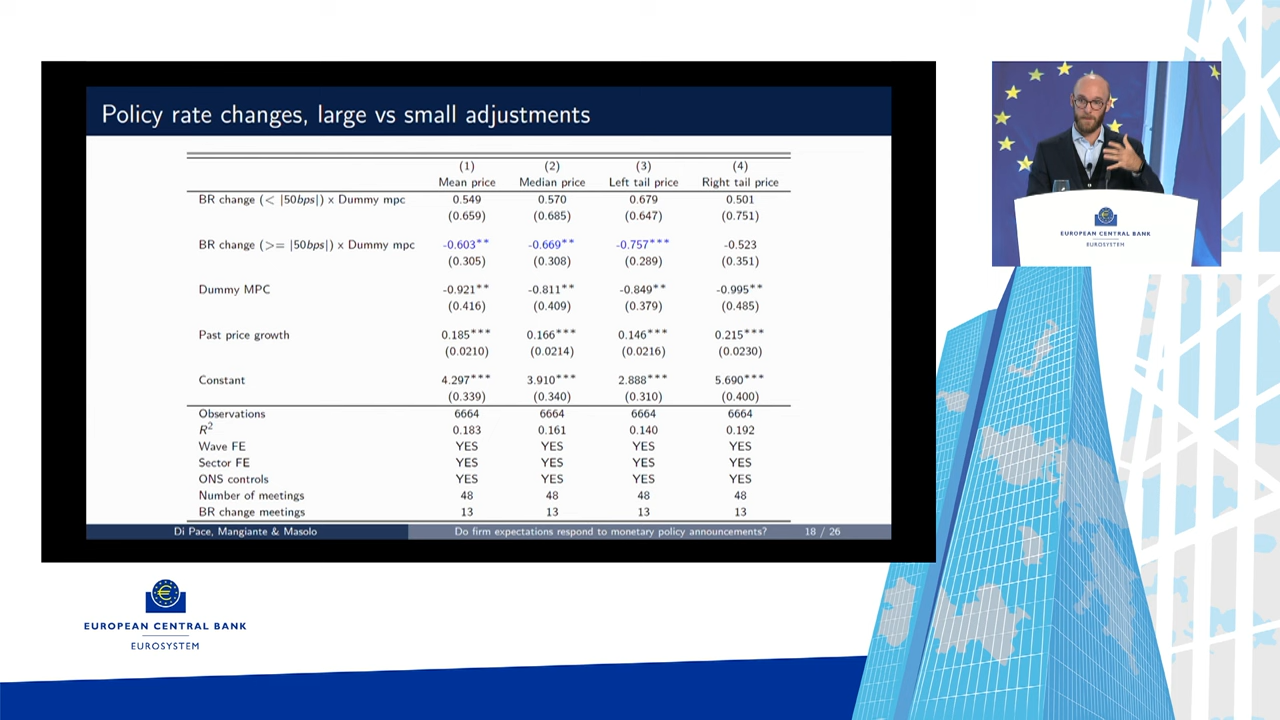 Policy rate changes, large vs small adjustments
(1) (2) (3) (4)
Mean price Median price Left tail price Right tail price
BR change (< |50bps|) x Dummy mpc 0.549 0.570 0.679 0.501
(0.659) (0.685) (0.647) (0.751)
BR change (>= |50bps|) x Dummy mpc -0.603** -0.669** -0.757*** -0.523
(0.305) (0.308) (0.289) (0.351)
Dummy MPC -0.921** -0.811** -0.849** -0.995**
(0.416) (0.409) (0.379) (0.485)
Past price growth 0.185*** 0.166*** 0.146*** 0.215***
(0.0210) (0.0214) (0.0216) (0.0230)
Constant 4.297*** 3.910*** 2.888*** 5.690***
(0.339) (0.340) (0.310) (0.400)
Observations 6664 6664 6664 6664
R² 0.183 0.161 0.140 0.192
Wave FE YES YES YES YES
Sector FE YES YES YES YES
ONS controls YES YES YES YES
Number of meetings 48 48 48 48
BR change meetings 13 13 13 13
Di Pace, Mangiante & Masolo Do firm expectations respond to monetary policy announcements? 18 / 26
EUROPEAN CENTRAL BANK
EUROSYSTEM
EUROPEAN CENTRAL BANK
EUROSYSTEM